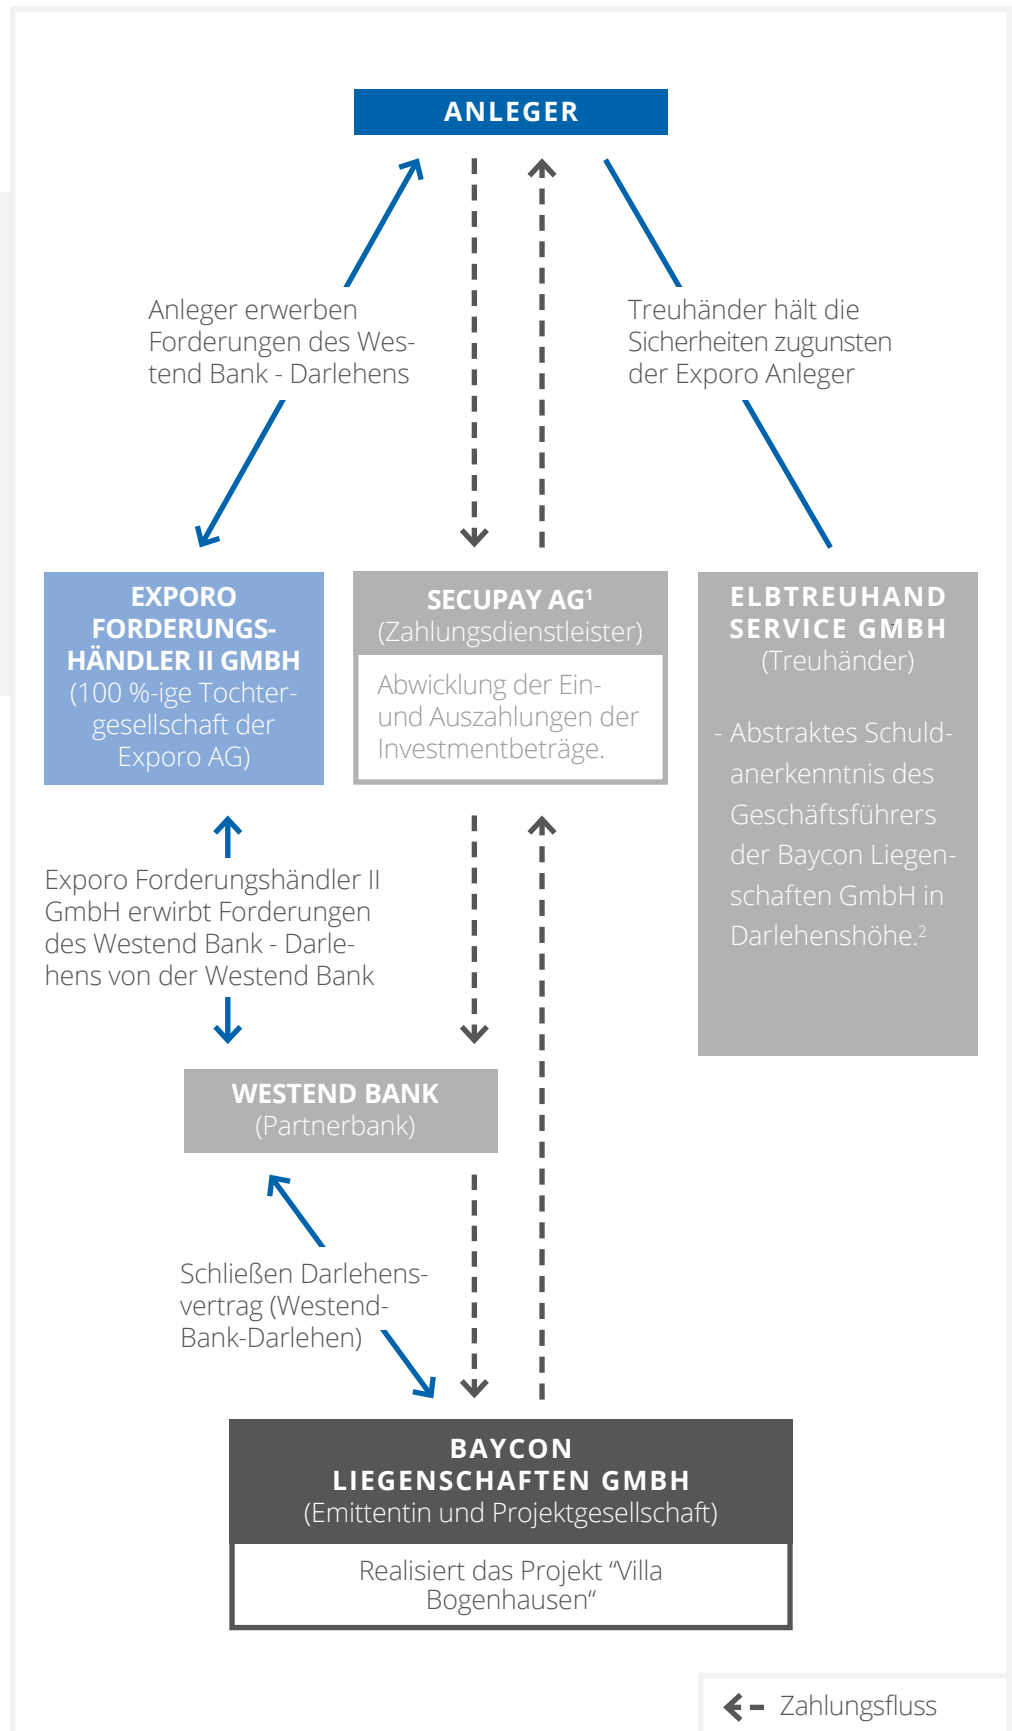 ANLEGER
Anleger erwerben
Forderungen des Wes-
tend Bank - Darlehens
Treuhänder hält die
Sicherheiten zugunsten
der Exporo Anleger
EXPORO
FORDERUNGS-
HÄNDLER II GMBH
(100 %-ige Tochter-
gesellschaft der
Exporo AG)
SECUPAY AG¹
(Zahlungsdienstleister)
Abwicklung der Ein-
und Auszahlungen der
Investmentbeträge.
ELBTREUHAND
SERVICE GMBH
(Treuhänder)
- Abstraktes Schuld-
anerkenntnis des
Geschäftsführers
der Baycon Liegen-
schaften GmbH in
Darlehenshöhe.²
Exporo Forderungshändler II
GmbH erwirbt Forderungen
des Westend Bank - Darle-
hens von der Westend Bank
WESTEND BANK
(Partnerbank)
Schließen Darlehens-
vertrag (Westend-
Bank-Darlehen)
BAYCON
LIEGENSCHAFTEN GMBH
(Emittentin und Projektgesellschaft)
Realisiert das Projekt “Villa
Bogenhausen“
Zahlungsfluss